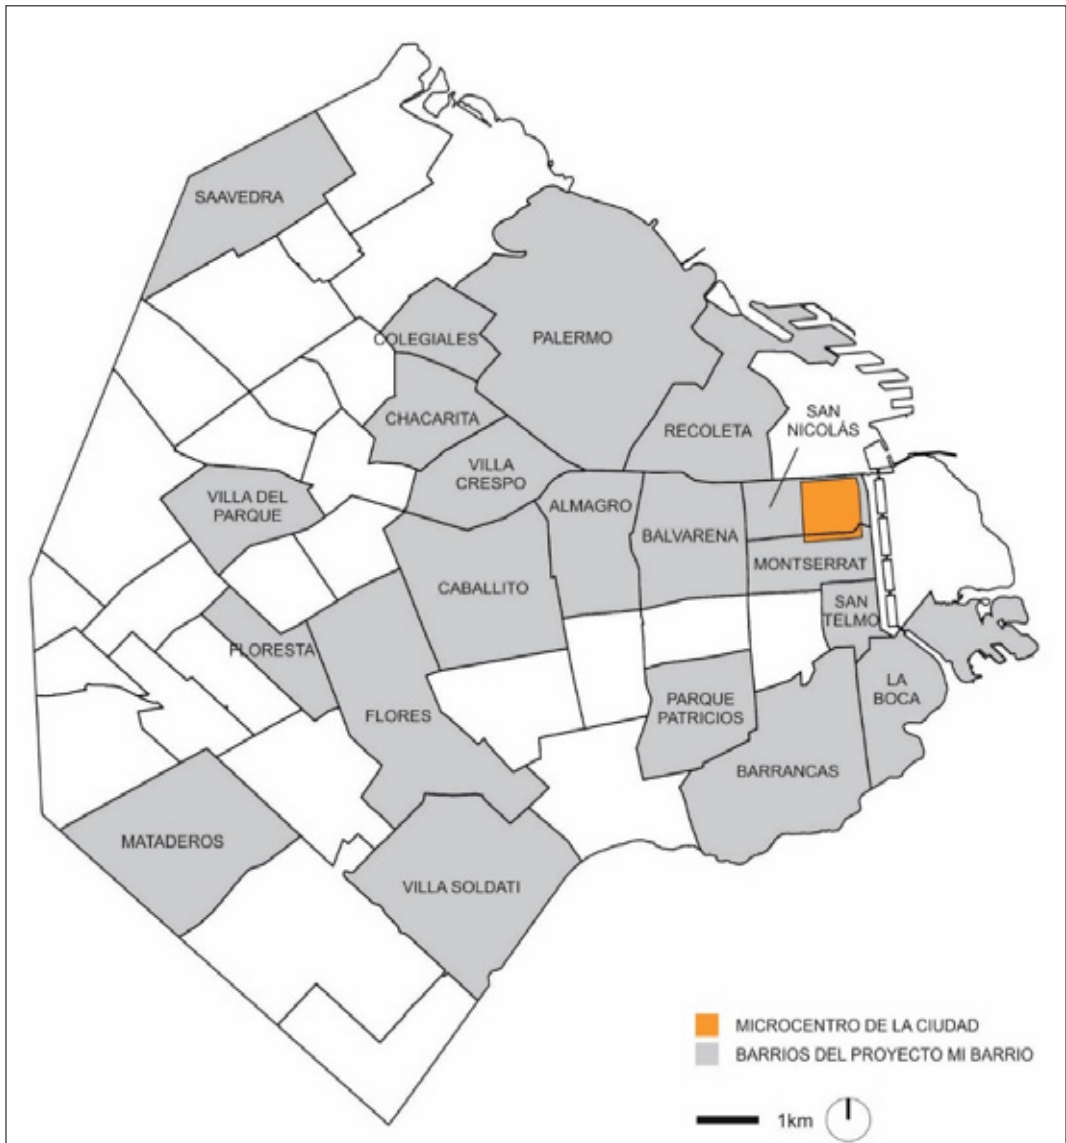 SAAVEDRA
COLEGIALES
PALERMO
CHACARITA
RECOLETA
SAN
NICOLÁS
VILLA
CRESPO
VILLA DEL
PARQUE
ALMAGRO
BALVARENA
MONTSERRAT
CABALLITO
SAN
TELMO
FLORESTA
LA
BOCA
FLORES
PARQUE
PATRICIOS
BARRANCAS
MATADEROS
VILLA SOLDATI
MICROCENTRO DE LA CIUDAD
BARRIOS DEL PROYECTO MI BARRIO
1km